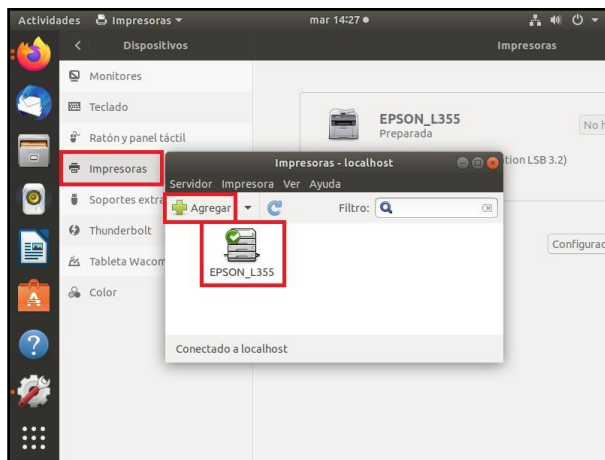 Actividades Impresoras mar 14:27
Dispositivos Impresoras
Monitores
Teclado
Ratón y panel táctil
Impresoras
Soportes extra
Thunderbolt
Tableta Wacom
Color
EPSON_L355
Preparada
No h
tion LSB 3.2)
Configurac
Impresoras - localhost
Servidor Impresora Ver Ayuda
Agregar Filtro:
EPSON_L355
Conectado a localhost